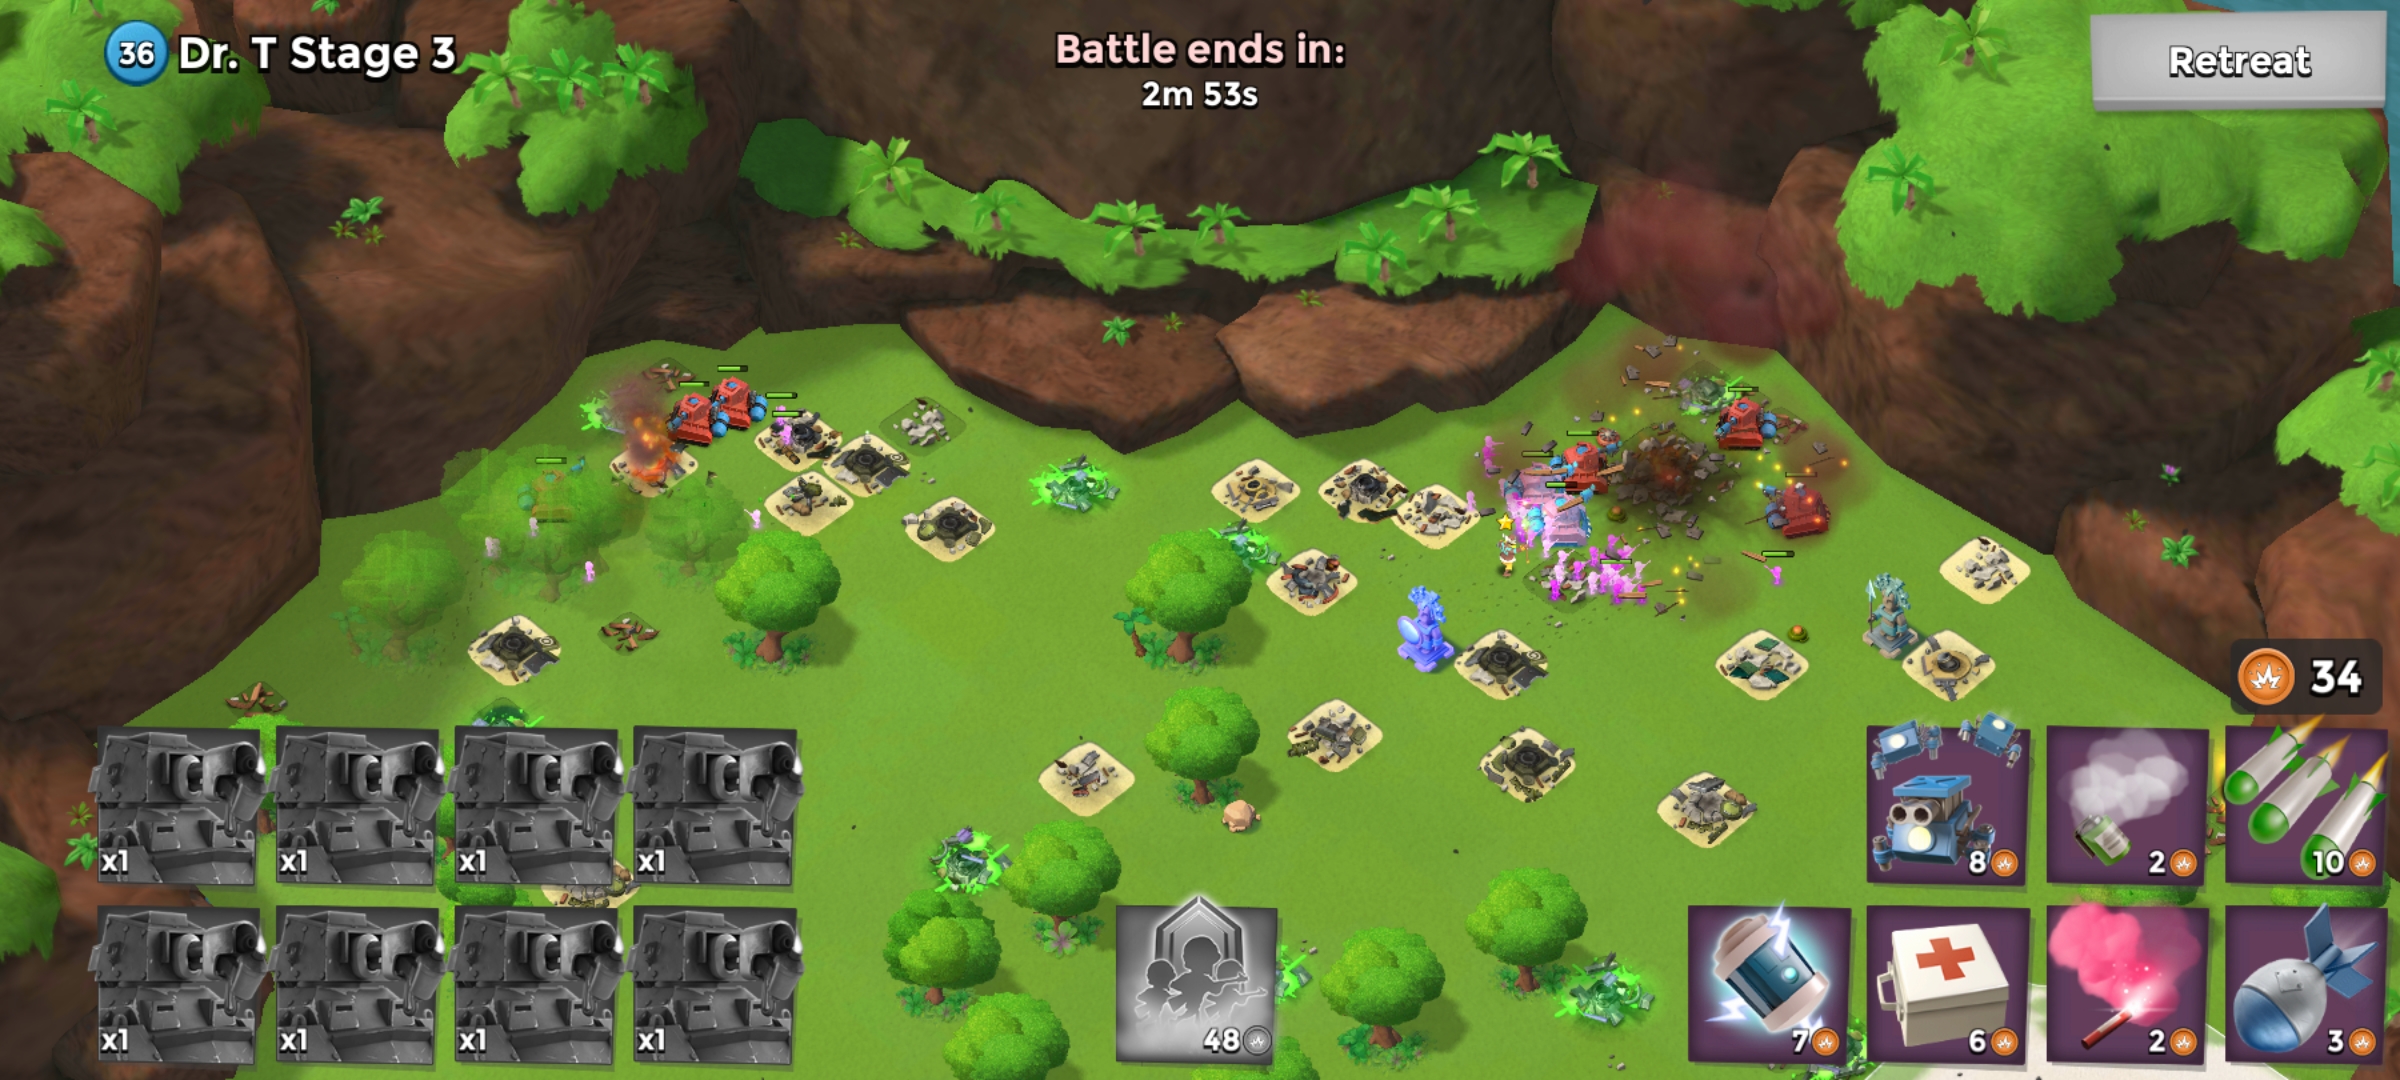 36 Dr. T Stage 3
Battle ends in:
2m 53s
Retreat
34
x1 x1 x1 x1
8 2 10
x1 x1 x1 x1
48 7 6 2 3